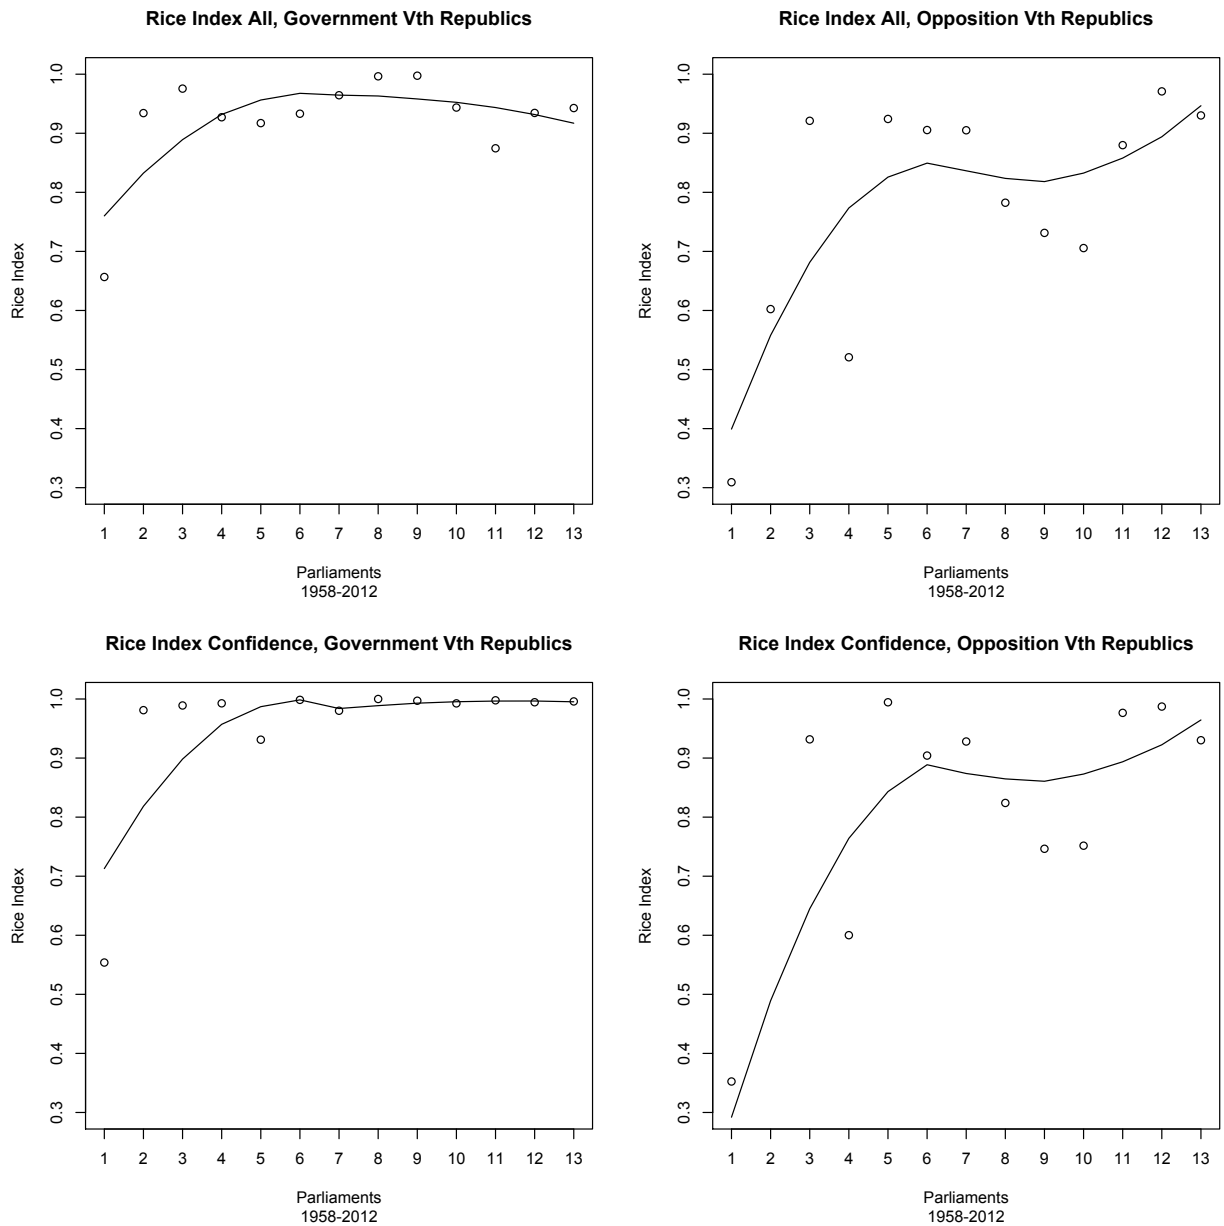 Rice Index All, Government Vth Republics
Rice Index
1.0
0.9
0.8
0.7
0.6
0.5
0.4
0.3
1 2 3 4 5 6 7 8 9 10 11 12 13
Parliaments
1958-2012
Rice Index All, Opposition Vth Republics
Rice Index
1.0
0.9
0.8
0.7
0.6
0.5
0.4
0.3
1 2 3 4 5 6 7 8 9 10 11 12 13
Parliaments
1958-2012
Rice Index Confidence, Government Vth Republics
Rice Index
1.0
0.9
0.8
0.7
0.6
0.5
0.4
0.3
1 2 3 4 5 6 7 8 9 10 11 12 13
Parliaments
1958-2012
Rice Index Confidence, Opposition Vth Republics
Rice Index
1.0
0.9
0.8
0.7
0.6
0.5
0.4
0.3
1 2 3 4 5 6 7 8 9 10 11 12 13
Parliaments
1958-2012